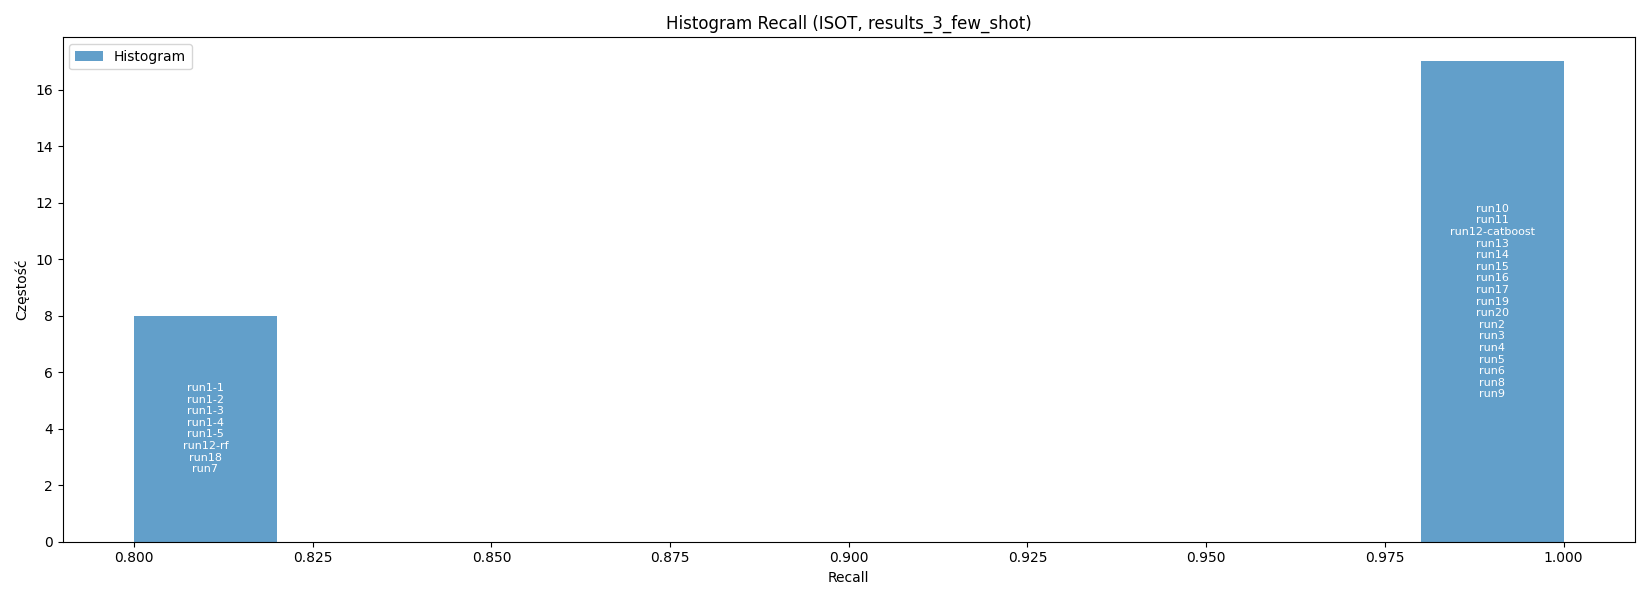 Histogram Recall (ISOT, results_3_few_shot)
Histogram
Częstość
16
14
12
10
8
6
4
2
0
run1-1
run1-2
run1-3
run1-4
run1-5
run12-rf
run18
run7
run10
run11
run12-catboost
run13
run14
run15
run16
run17
run19
run20
run2
run3
run4
run5
run6
run8
run9
0.800 0.825 0.850 0.875 0.900 0.925 0.950 0.975 1.000
Recall